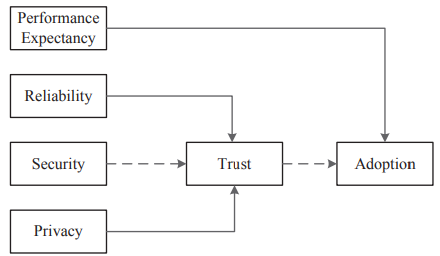 Performance
Expectancy
Reliability
Security
Trust
Adoption
Privacy